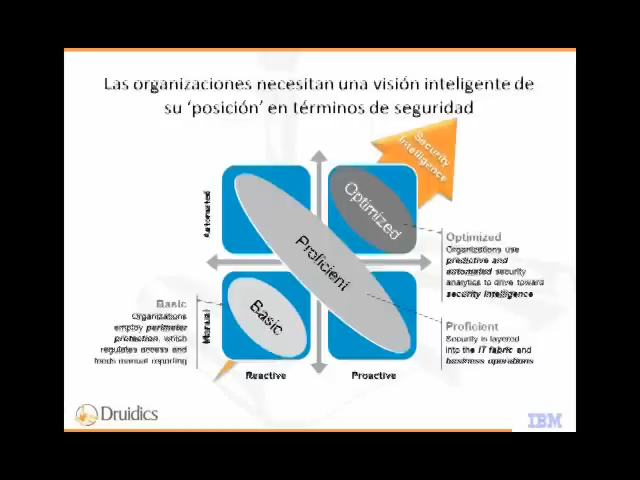 Las organizaciones necesitan una visión inteligente de
su ‘posición’ en términos de seguridad
Security
Intelligence
Automated
Optimized
Proficient
Optimized
Organizations use
predictive and
automated security
analytics to drive toward
security intelligence
Basic
Organizations
employ perimeter
protection, which
regulates access and
feeds manual reporting
Manual
Basic
Proficient
Security is layered
into the IT fabric and
business operations
Reactive
Proactive
Druidics
IBM